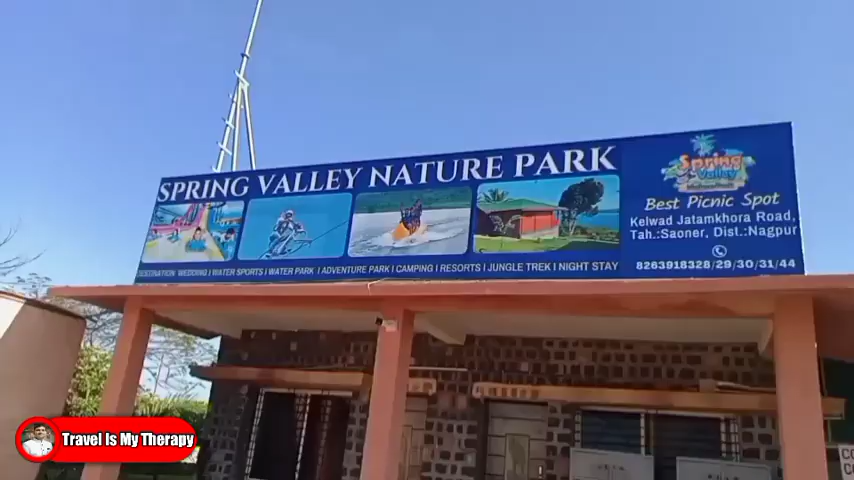 SPRING VALLEY NATURE PARK
Spring
Valley
Best Picnic Spot
Kelwad Jatamkhora Road,
Tah.:Saoner, Dist.:Nagpur
8263918328/29/30/31/44
DESTINATION WEDDING I WATER SPORTS I WATER PARK I ADVENTURE PARK I CAMPING I RESORTS I JUNGLE TREK I NIGHT STAY
Travel Is My Therapy